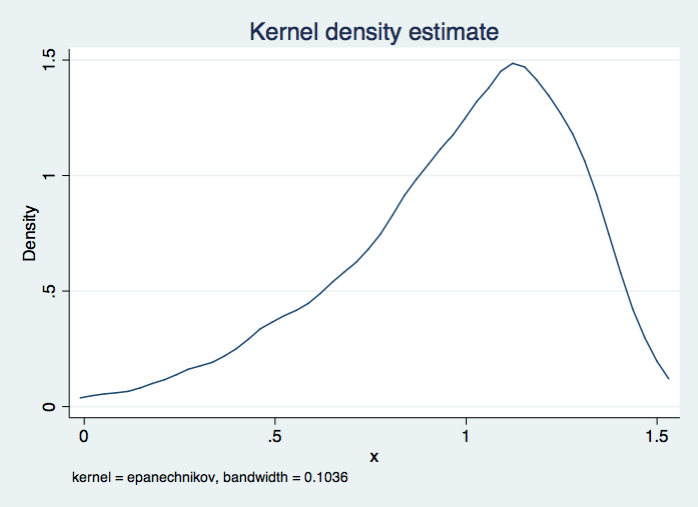 Kernel density estimate
1.5
1
.5
0
Density
0
.5
1
1.5
x
kernel = epanechnikov, bandwidth = 0.1036